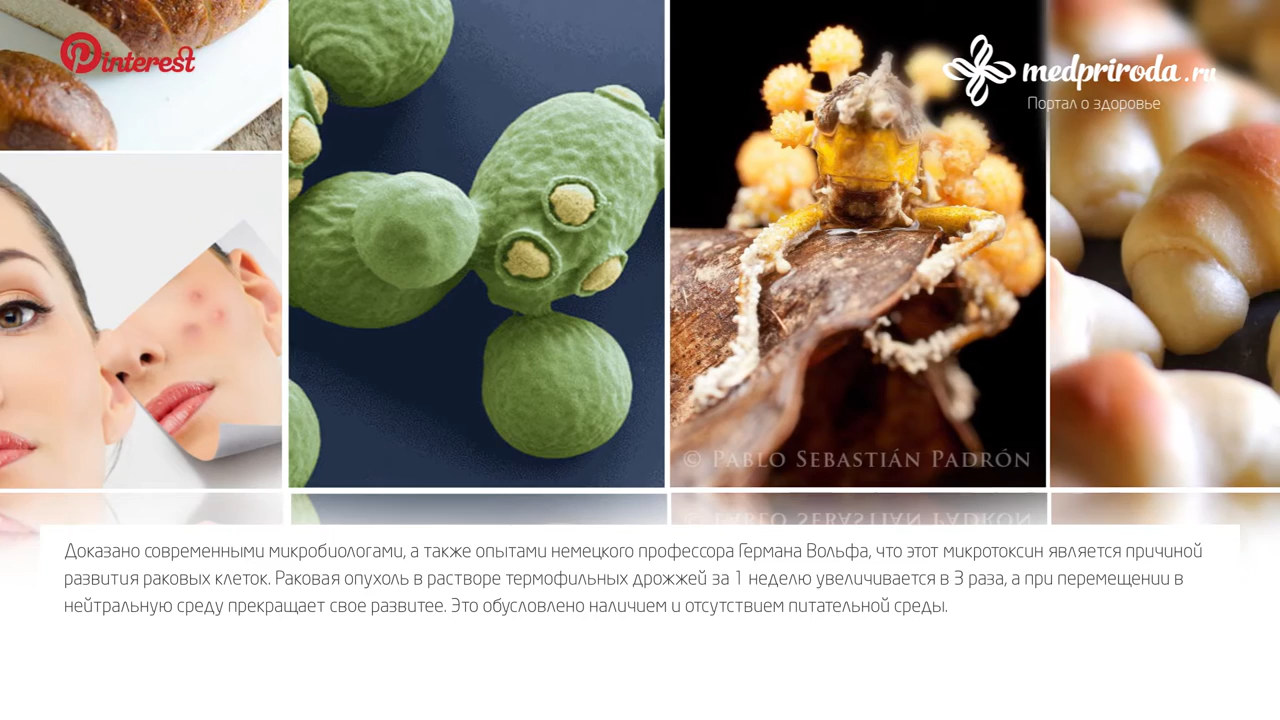 Pinterest
medpriroda.ru
Портал о здоровье
© Pablo Sebastián Padrón
Доказано современными микробиологами, а также опытами немецкого профессора Германа Вольфа, что этот микротоксин является причиной
развития раковых клеток. Раковая опухоль в растворе термофильных дрожжей за 1 неделю увеличивается в 3 раза, а при перемещении в
нейтральную среду прекращает свое развитее. Это обусловлено наличием и отсутствием питательной среды.